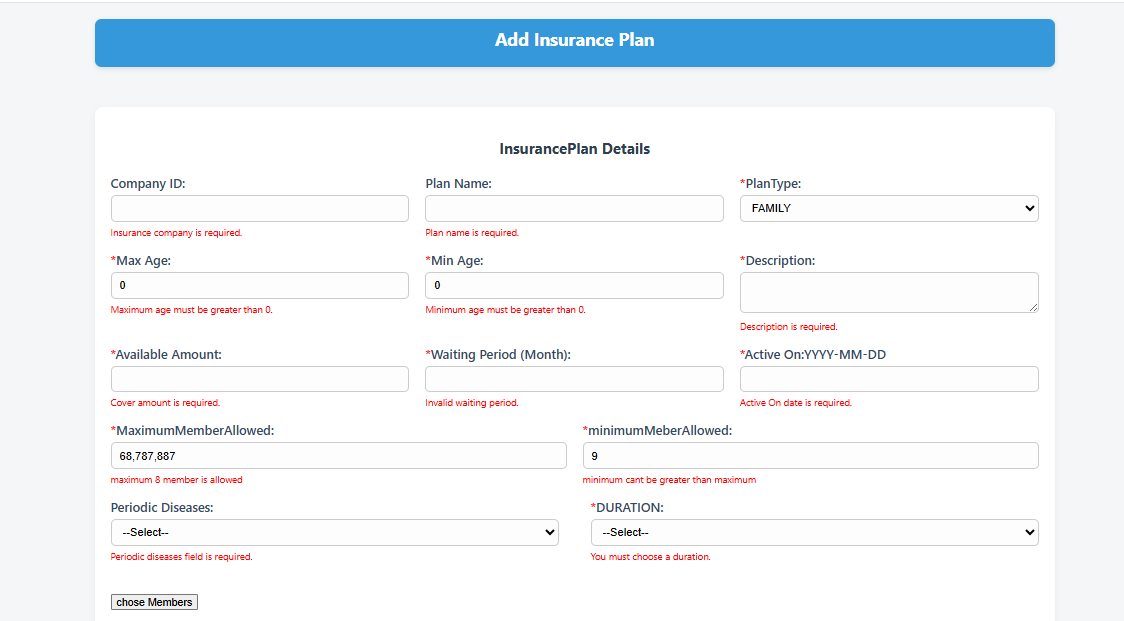 Add Insurance Plan
InsurancePlan Details
Company ID:
Plan Name:
*PlanType:
FAMILY
Insurance company is required.
Plan name is required.
*Max Age:
*Min Age:
*Description:
0
0
Maximum age must be greater than 0.
Minimum age must be greater than 0.
Description is required.
*Available Amount:
*Waiting Period (Month):
*Active On:YYYY-MM-DD
Cover amount is required.
Invalid waiting period.
Active On date is required.
*MaximumMemberAllowed:
*minimumMeberAllowed:
68,787,887
9
maximum 8 member is allowed
minimum cant be greater than maximum
Periodic Diseases:
*DURATION:
--Select--
--Select--
Periodic diseases field is required.
You must choose a duration.
chose Members